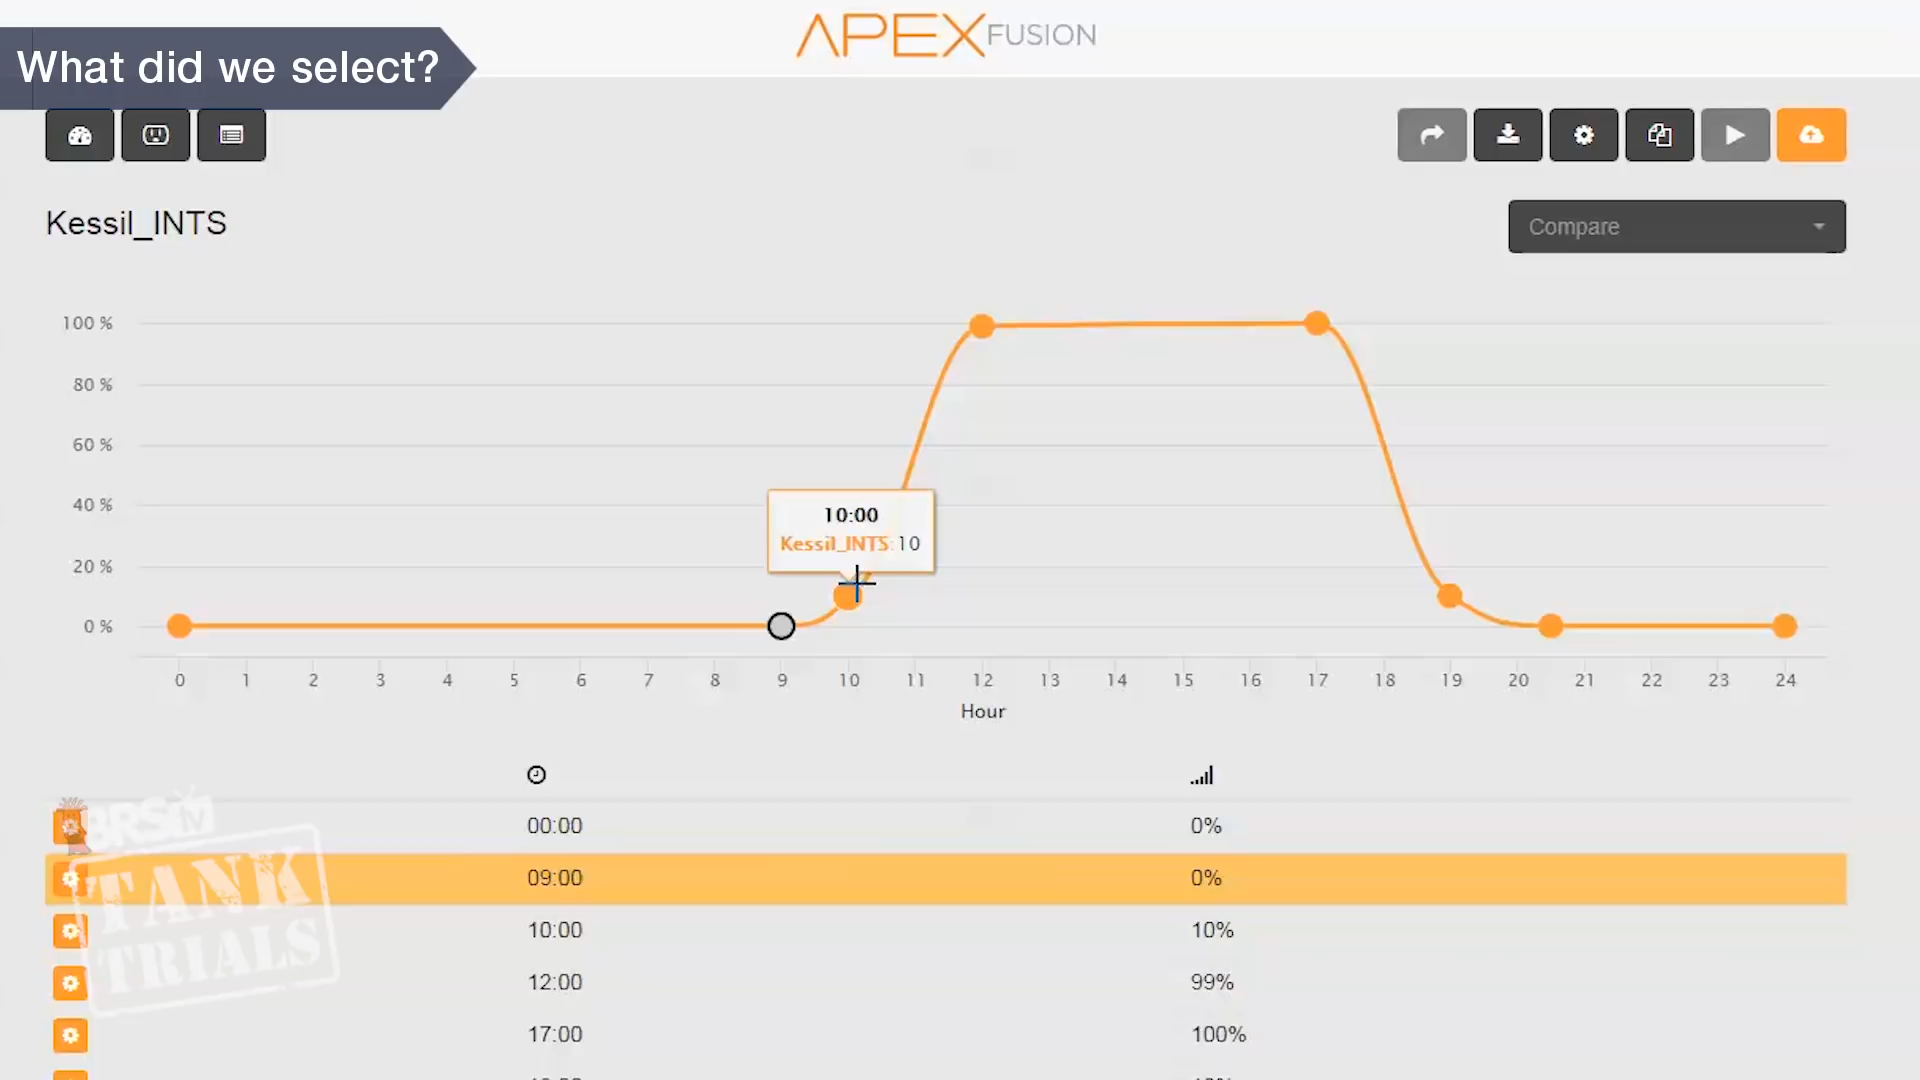 What did we select?
APEX FUSION
Kessil_INTS
Compare
100 %
80 %
60 %
40 %
20 %
0 %
10:00
Kessil_INTS: 10
0 1 2 3 4 5 6 7 8 9 10 11 12 13 14 15 16 17 18 19 20 21 22 23 24
Hour
00:00 0%
09:00 0%
10:00 10%
12:00 99%
17:00 100%
BRStv
TANK
TRIALS